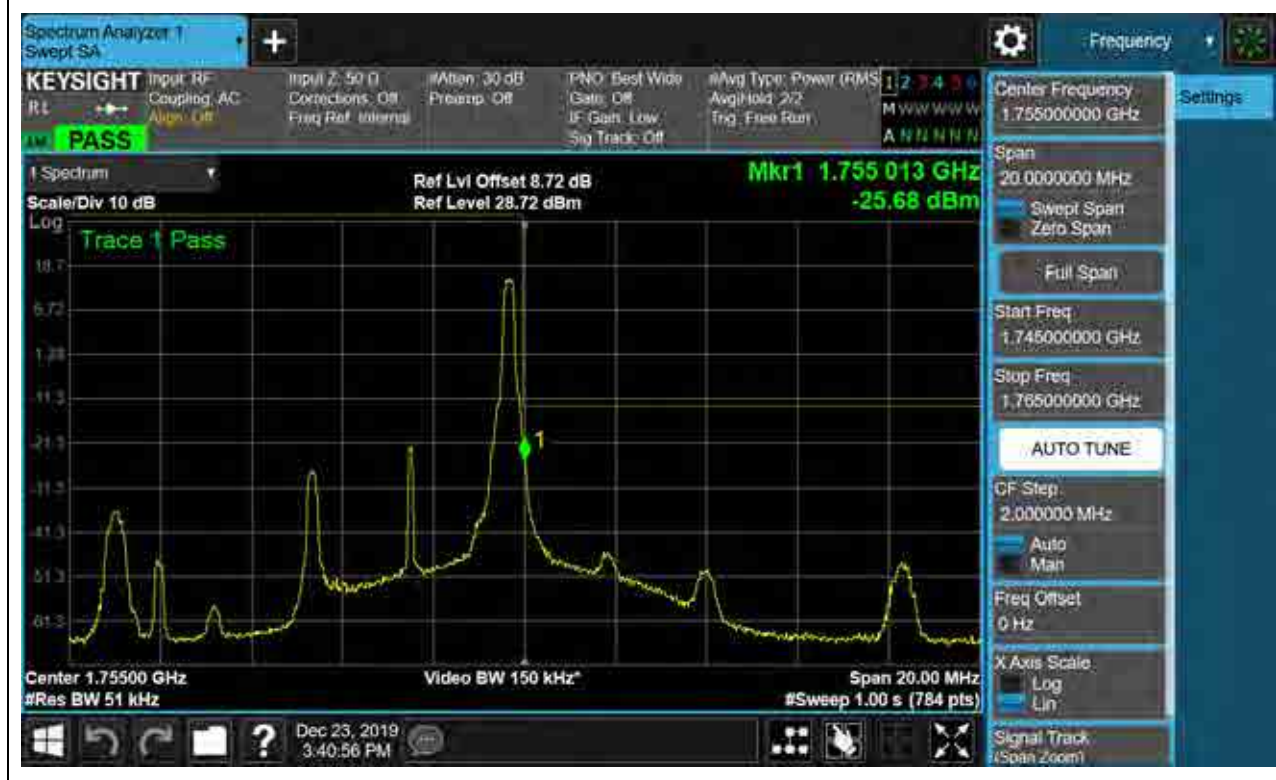 Spectrum Analyzer 1
Swept SA
+
Frequency
KEYSIGHT
RL
PASS
Input: RF
Coupling: AC
Align: Off
Input Z: 50 Ω
Corrections: Off
Freq Ref: Internal
#Atten: 30 dB
Preamp: Off
PNO: Best Wide
Gate: Off
IF Gain: Low
Sig Track: Off
#Avg Type: Power (RMS
Avg|Hold: 2/2
Trig: Free Run
1 2 3 4 5 6
M W W W W W
A N N N N N
1 Spectrum
Scale/Div 10 dB
Ref Lvl Offset 8.72 dB
Ref Level 28.72 dBm
Mkr1 1.755 013 GHz
-25.68 dBm
Log
Trace 1 Pass
18.7
8.72
-1.28
-11.3
-21.3
-31.3
-41.3
-51.3
-61.3
1
Center 1.75500 GHz
#Res BW 51 kHz
Video BW 150 kHz*
Span 20.00 MHz
#Sweep 1.00 s (784 pts)
Center Frequency
1.755000000 GHz
Settings
Span
20.0000000 MHz
Swept Span
Zero Span
Full Span
Start Freq
1.745000000 GHz
Stop Freq
1.765000000 GHz
AUTO TUNE
CF Step
2.000000 MHz
Auto
Man
Freq Offset
0 Hz
X Axis Scale
Log
Lin
Signal Track
(Span Zoom)
?
Dec 23, 2019
3:40:56 PM